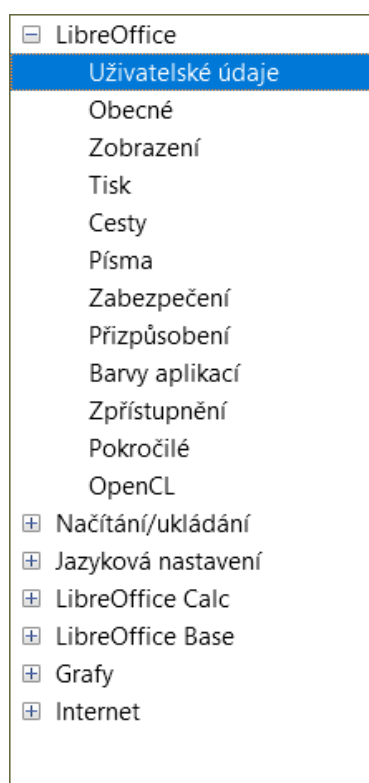 LibreOffice
Uživatelské údaje
Obecné
Zobrazení
Tisk
Cesty
Písma
Zabezpečení
Přizpůsobení
Barvy aplikací
Zpřístupnění
Pokročilé
OpenCL
Načítání/ukládání
Jazyková nastavení
LibreOffice Calc
LibreOffice Base
Grafy
Internet